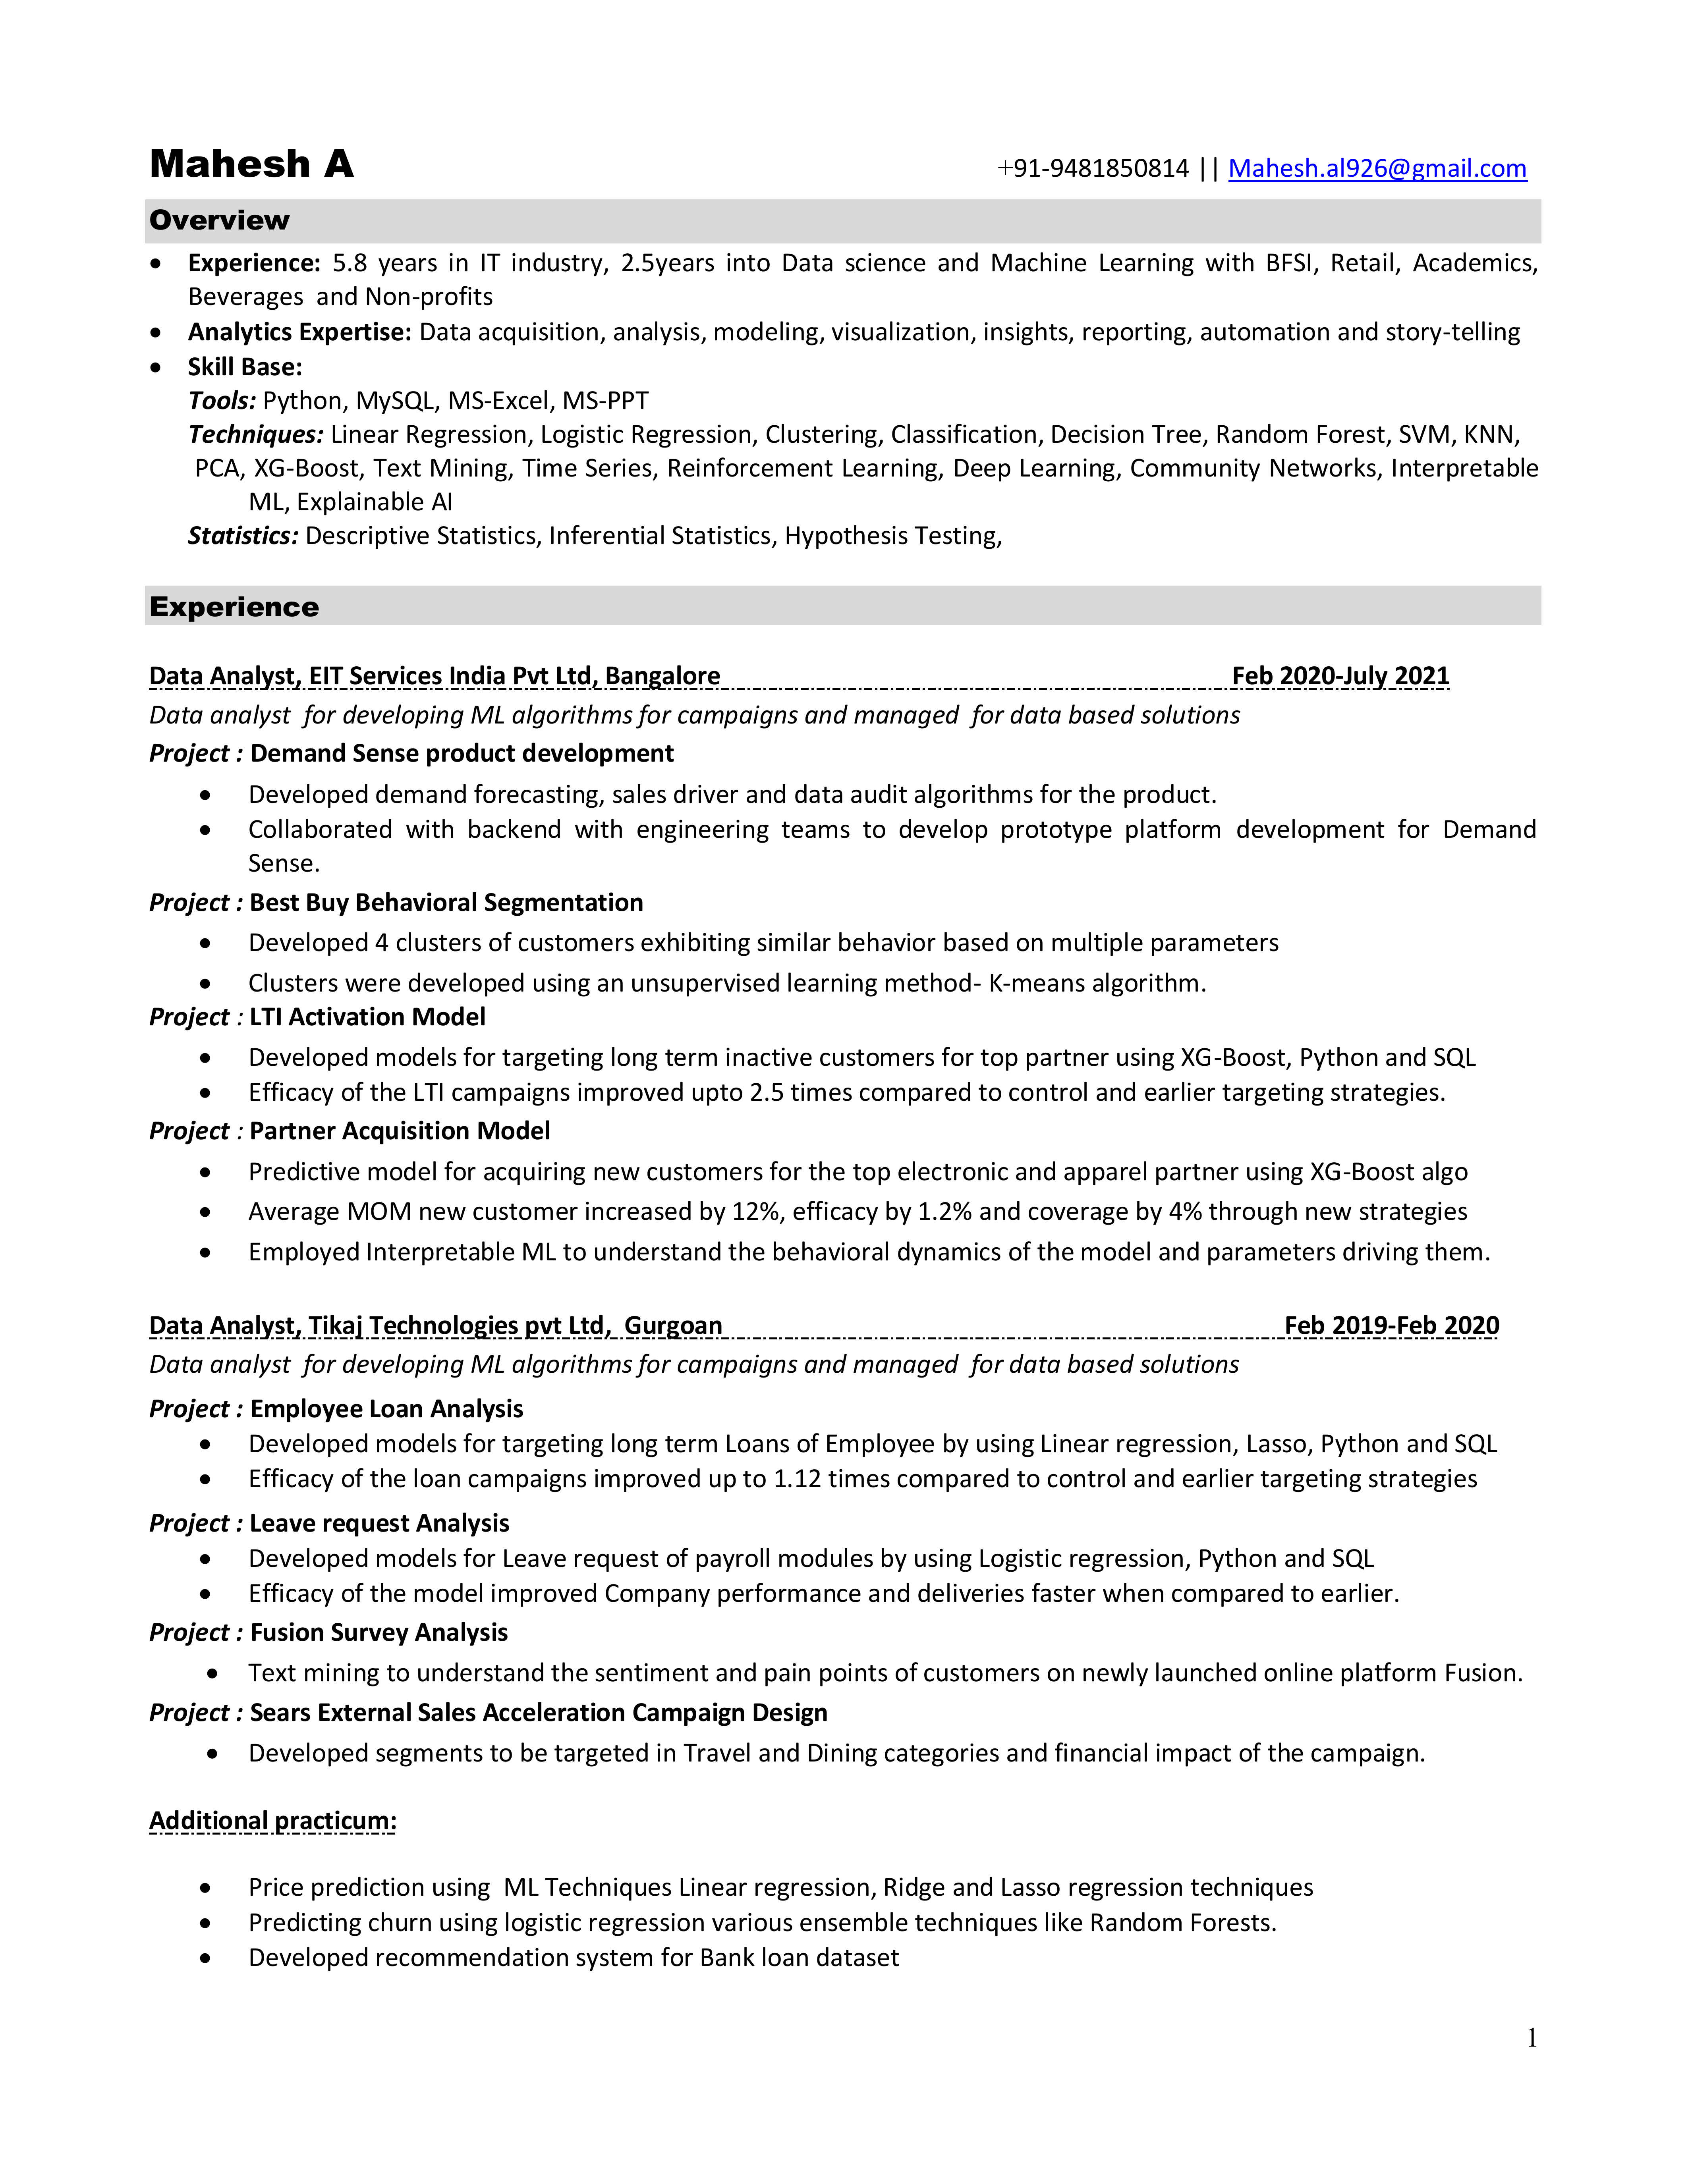 Mahesh A +91-9481850814 || Mahesh.al926@gmail.com
Overview
• Experience: 5.8 years in IT industry, 2.5years into Data science and Machine Learning with BFSI, Retail, Academics,
Beverages and Non-profits
• Analytics Expertise: Data acquisition, analysis, modeling, visualization, insights, reporting, automation and story-telling
• Skill Base:
Tools: Python, MySQL, MS-Excel, MS-PPT
Techniques: Linear Regression, Logistic Regression, Clustering, Classification, Decision Tree, Random Forest, SVM, KNN,
PCA, XG-Boost, Text Mining, Time Series, Reinforcement Learning, Deep Learning, Community Networks, Interpretable
ML, Explainable AI
Statistics: Descriptive Statistics, Inferential Statistics, Hypothesis Testing,
Experience
Data Analyst, EIT Services India Pvt Ltd, Bangalore Feb 2020-July 2021
Data analyst for developing ML algorithms for campaigns and managed for data based solutions
Project : Demand Sense product development
• Developed demand forecasting, sales driver and data audit algorithms for the product.
• Collaborated with backend with engineering teams to develop prototype platform development for Demand
Sense.
Project : Best Buy Behavioral Segmentation
• Developed 4 clusters of customers exhibiting similar behavior based on multiple parameters
• Clusters were developed using an unsupervised learning method- K-means algorithm.
Project : LTI Activation Model
• Developed models for targeting long term inactive customers for top partner using XG-Boost, Python and SQL
• Efficacy of the LTI campaigns improved upto 2.5 times compared to control and earlier targeting strategies.
Project : Partner Acquisition Model
• Predictive model for acquiring new customers for the top electronic and apparel partner using XG-Boost algo
• Average MOM new customer increased by 12%, efficacy by 1.2% and coverage by 4% through new strategies
• Employed Interpretable ML to understand the behavioral dynamics of the model and parameters driving them.
Data Analyst, Tikaj Technologies pvt Ltd, Gurgoan Feb 2019-Feb 2020
Data analyst for developing ML algorithms for campaigns and managed for data based solutions
Project : Employee Loan Analysis
• Developed models for targeting long term Loans of Employee by using Linear regression, Lasso, Python and SQL
• Efficacy of the loan campaigns improved up to 1.12 times compared to control and earlier targeting strategies
Project : Leave request Analysis
• Developed models for Leave request of payroll modules by using Logistic regression, Python and SQL
• Efficacy of the model improved Company performance and deliveries faster when compared to earlier.
Project : Fusion Survey Analysis
• Text mining to understand the sentiment and pain points of customers on newly launched online platform Fusion.
Project : Sears External Sales Acceleration Campaign Design
• Developed segments to be targeted in Travel and Dining categories and financial impact of the campaign.
Additional practicum:
• Price prediction using ML Techniques Linear regression, Ridge and Lasso regression techniques
• Predicting churn using logistic regression various ensemble techniques like Random Forests.
• Developed recommendation system for Bank loan dataset
1